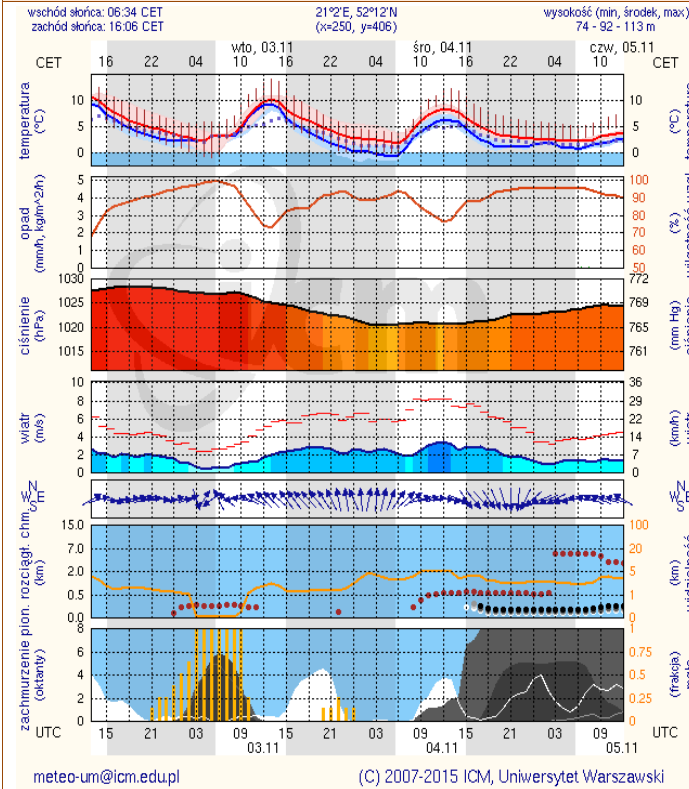 wschód słońca: 06:34 CET 21°2'E, 52°12'N wysokość (min, środek, max)
zachód słońca: 16:06 CET (x=250, y=406) 74 - 92 - 113 m
wto, 03.11 śro, 04.11 czw, 05.11
CET 16 22 04 10 16 22 04 10 16 22 04 10 CET
temperatura (°C)
10 5 0
10 5 0
temperatura
opad (mm/h, kg/m^2/h)
5 4 3 2 1 0
100 90 80 70 60 50
(%)
ciśnienie (hPa)
1030 1025 1020 1015
772 769 765 761
(mm Hg)
wiatr (m/s)
10 8 6 4 2 0
36 29 22 14 7 0
(km/h)
N W E S
N W S
pion. rozciągł. chm. (km)
15.0 7.0 2.0 0.5 0.0
100 20 5 1 0
(km)
zachmurzenie (oktanty)
8 6 4 2 0
1 0.75 0.5 0.25 0
(frakcja)
UTC 15 21 03 09 15 21 03 09 15 21 03 09 UTC
03.11 04.11 05.11
icm
meteo-um@icm.edu.pl (C) 2007-2015 ICM, Uniwersytet Warszawski